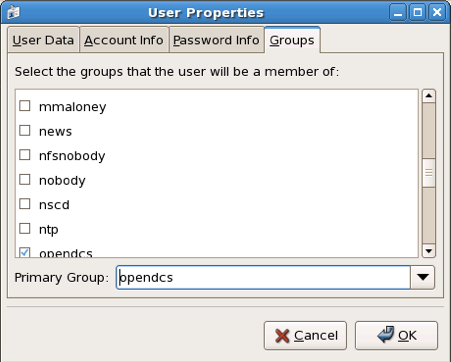 User Properties
User Data Account Info Password Info Groups
Select the groups that the user will be a member of:
mmaloney
news
nfsnobody
nobody
nscd
ntp
opendcs
Primary Group: opendcs
Cancel OK